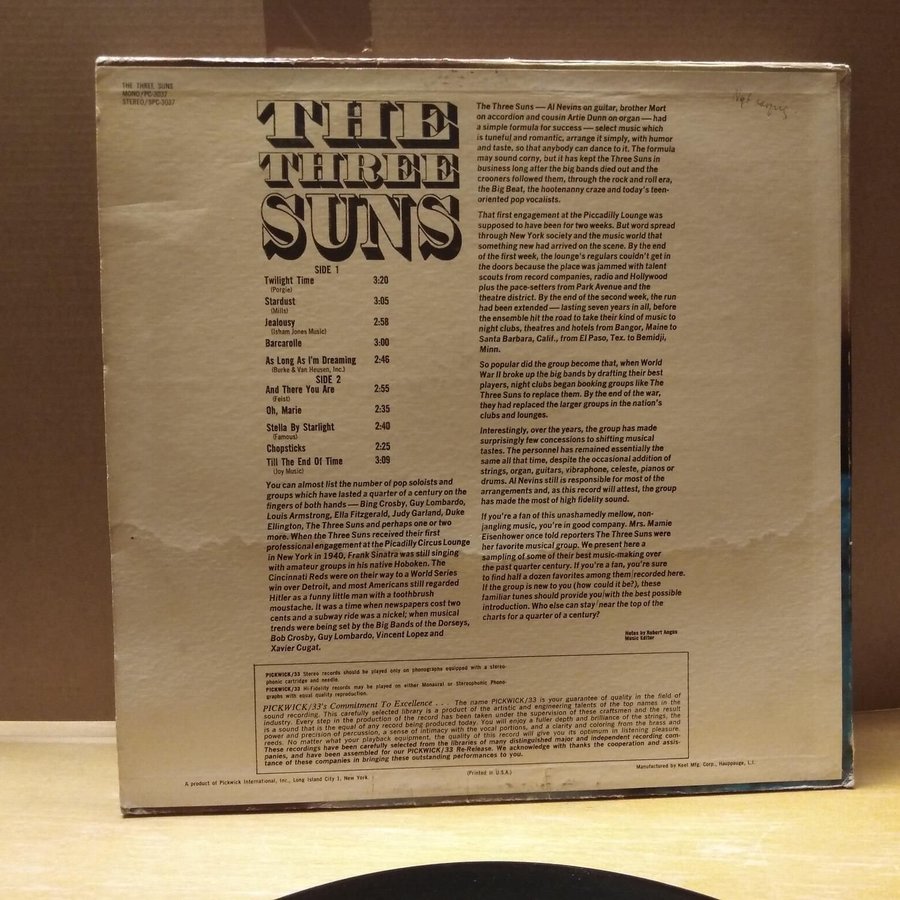 THE THREE SUNS
MONO/PC-3037
STEREO/SPC-3037
THE
THREE
SUNS
SIDE 1
Twilight Time 3:20
(Porgie)
Stardust 3:05
(Mills)
Jealousy 2:58
(Isham Jones Music)
Barcarolle 3:00
As Long As I'm Dreaming 2:46
(Burke & Van Heusen, Inc.)
SIDE 2
And There You Are 2:55
(Feist)
Oh, Marie 2:35
Stella By Starlight 2:40
(Famous)
Chopsticks 2:25
Till The End Of Time 3:09
(Joy Music)
You can almost list the number of pop soloists and
groups which have lasted a quarter of a century on the
fingers of both hands — Bing Crosby, Guy Lombardo,
Louis Armstrong, Ella Fitzgerald, Judy Garland, Duke
Ellington, The Three Suns and perhaps one or two
more. When the Three Suns received their first
professional engagement at the Picadilly Circus Lounge
in New York in 1940, Frank Sinatra was still singing
with amateur groups in his native Hoboken. The
Cincinnati Reds were on their way to a World Series
win over Detroit, and most Americans still regarded
Hitler as a funny little man with a toothbrush
moustache. It was a time when newspapers cost two
cents and a subway ride was a nickel; when musical
trends were being set by the Big Bands of the Dorseys,
Bob Crosby, Guy Lombardo, Vincent Lopez and
Xavier Cugat.
The Three Suns — Al Nevins on guitar, brother Mort
on accordion and cousin Artie Dunn on organ — had
a simple formula for success — select music which
is tuneful and romantic, arrange it simply, with humor
and taste, so that anybody can dance to it. The formula
may sound corny, but it has kept the Three Suns in
business long after the big bands died out and the
crooners followed them, through the rock and roll era,
the Big Beat, the hootenanny craze and today's teen-
oriented pop vocalists.
That first engagement at the Piccadilly Lounge was
supposed to have been for two weeks. But word spread
through New York society and the music world that
something new had arrived on the scene. By the end
of the first week, the lounge's regulars couldn't get in
the doors because the place was jammed with talent
scouts from record companies, radio and Hollywood
plus the pace-setters from Park Avenue and the
theatre district. By the end of the second week, the run
had been extended — lasting seven years in all, before
the ensemble hit the road to take their kind of music to
night clubs, theatres and hotels from Bangor, Maine to
Santa Barbara, Calif., from El Paso, Tex. to Bemidji,
Minn.
So popular did the group become that, when World
War II broke up the big bands by drafting their best
players, night clubs began booking groups like The
Three Suns to replace them. By the end of the war,
they had replaced the larger groups in the nation's
clubs and lounges.
Interestingly, over the years, the group has made
surprisingly few concessions to shifting musical
tastes. The personnel has remained essentially the
same all that time, despite the occasional addition of
strings, organ, guitars, vibraphone, celeste, pianos or
drums. Al Nevins still is responsible for most of the
arrangements and, as this record will attest, the group
has made the most of high fidelity sound.
If you're a fan of this unashamedly mellow, non-
jangling music, you're in good company. Mrs. Mamie
Eisenhower once told reporters The Three Suns were
her favorite musical group. We present here a
sampling of some of their best music-making over
the past quarter century. If you're a fan, you're sure
to find half a dozen favorites among them recorded here.
If the group is new to you (how could it be?), these
familiar tunes should provide you with the best possible
introduction. Who else can stay near the top of the
charts for a quarter of a century?
Notes by Robert Angus
Music Editor
PICKWICK/33 Stereo records should be played only on phonographs equipped with a stereo-
phonic cartridge and needle.
PICKWICK/33 Hi-Fidelity records may be played on either Monaural or Stereophonic Phono-
graphs with equal quality reproduction.
PICKWICK/33's Commitment To Excellence . . . The name PICKWICK/33 is your guarantee of quality in the field of
sound recording. This carefully selected library is a product of the artistic and engineering talents of the top names in the
industry. Every step in the production of the record has been taken under the supervision of these craftsmen and the result
is a sound that is the equal of any record being produced today. You will enjoy a fuller depth and brilliance of the strings, the
power and precision of percussion, a sense of intimacy with the vocal portions, and a clarity and coloring from the brass and
reeds. No matter what your playback equipment, the quality of this record will give you its optimum in listening pleasure.
These recordings have been carefully selected from the libraries of many distinguished major and independent recording com-
panies, and have been assembled for our PICKWICK/33 Re-Release. We acknowledge with thanks the cooperation and assis-
tance of these companies in bringing these outstanding performances to you.
A product of Pickwick International, Inc., Long Island City 1, New York.
(Printed in U.S.A.)
Manufactured by Keel Mfg. Corp., Hauppauge, L.I.